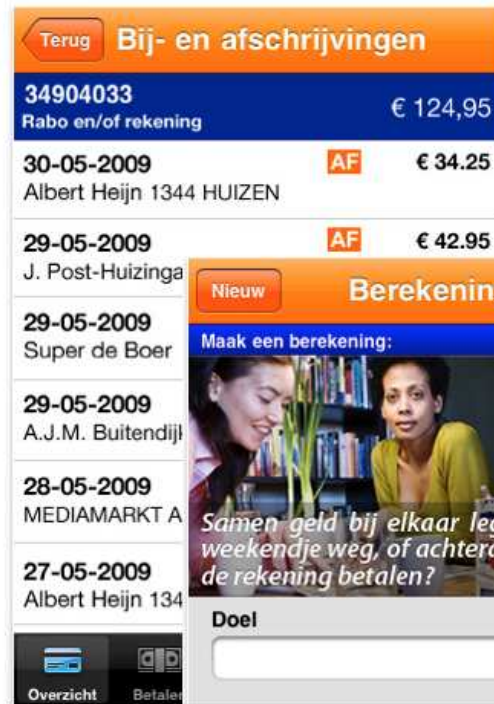 Terug Bij- en afschrijvingen
34904033
Rabo en/of rekening € 124,95
30-05-2009 AF € 34.25
Albert Heijn 1344 HUIZEN
29-05-2009 AF € 42.95
J. Post-Huizinga
29-05-2009
Super de Boer
29-05-2009
A.J.M.
28-05-2009
MEDIAMARKT A
27-05-2009
Albert Heijn 134
Overzicht
Nieuw Berekenin
Maak een berekening:
Samen geld bij elkaar leg
weekendje weg, of achtera
de rekening betalen?
Doel